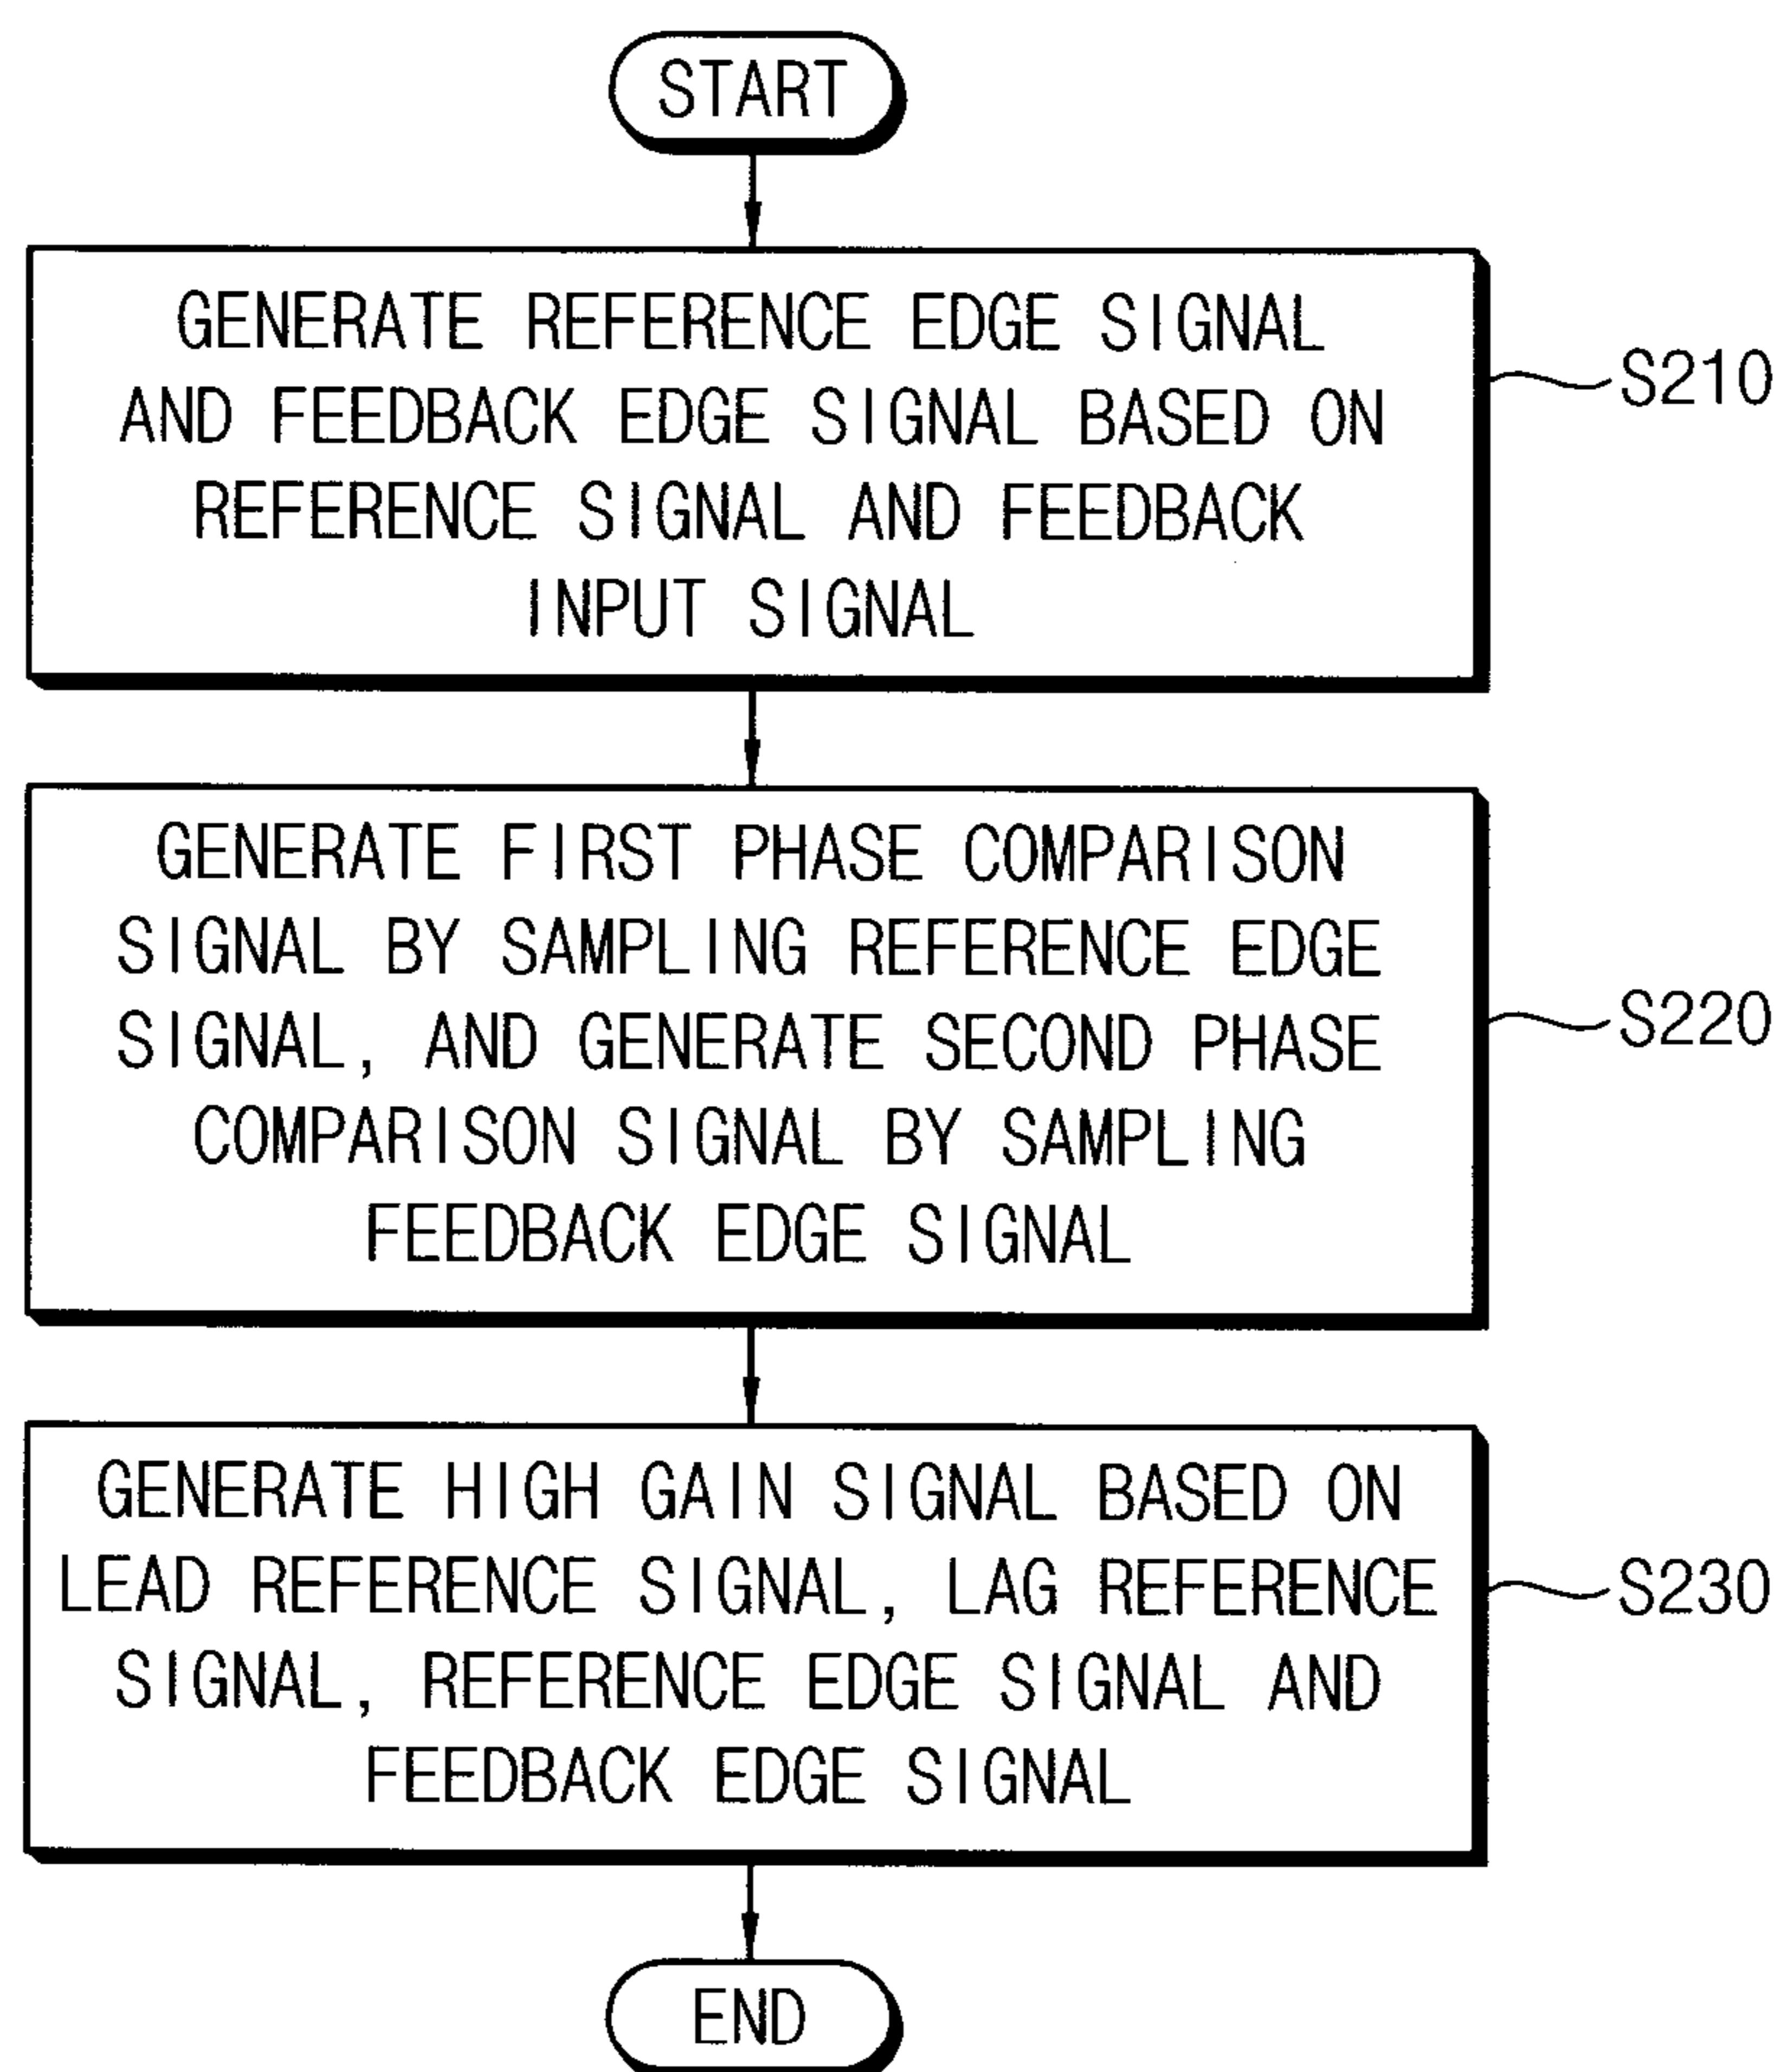 START
GENERATE REFERENCE EDGE SIGNAL
AND FEEDBACK EDGE SIGNAL BASED ON
REFERENCE SIGNAL AND FEEDBACK
INPUT SIGNAL
S210
GENERATE FIRST PHASE COMPARISON
SIGNAL BY SAMPLING REFERENCE EDGE
SIGNAL, AND GENERATE SECOND PHASE
COMPARISON SIGNAL BY SAMPLING
FEEDBACK EDGE SIGNAL
S220
GENERATE HIGH GAIN SIGNAL BASED ON
LEAD REFERENCE SIGNAL, LAG REFERENCE
SIGNAL, REFERENCE EDGE SIGNAL AND
FEEDBACK EDGE SIGNAL
S230
END